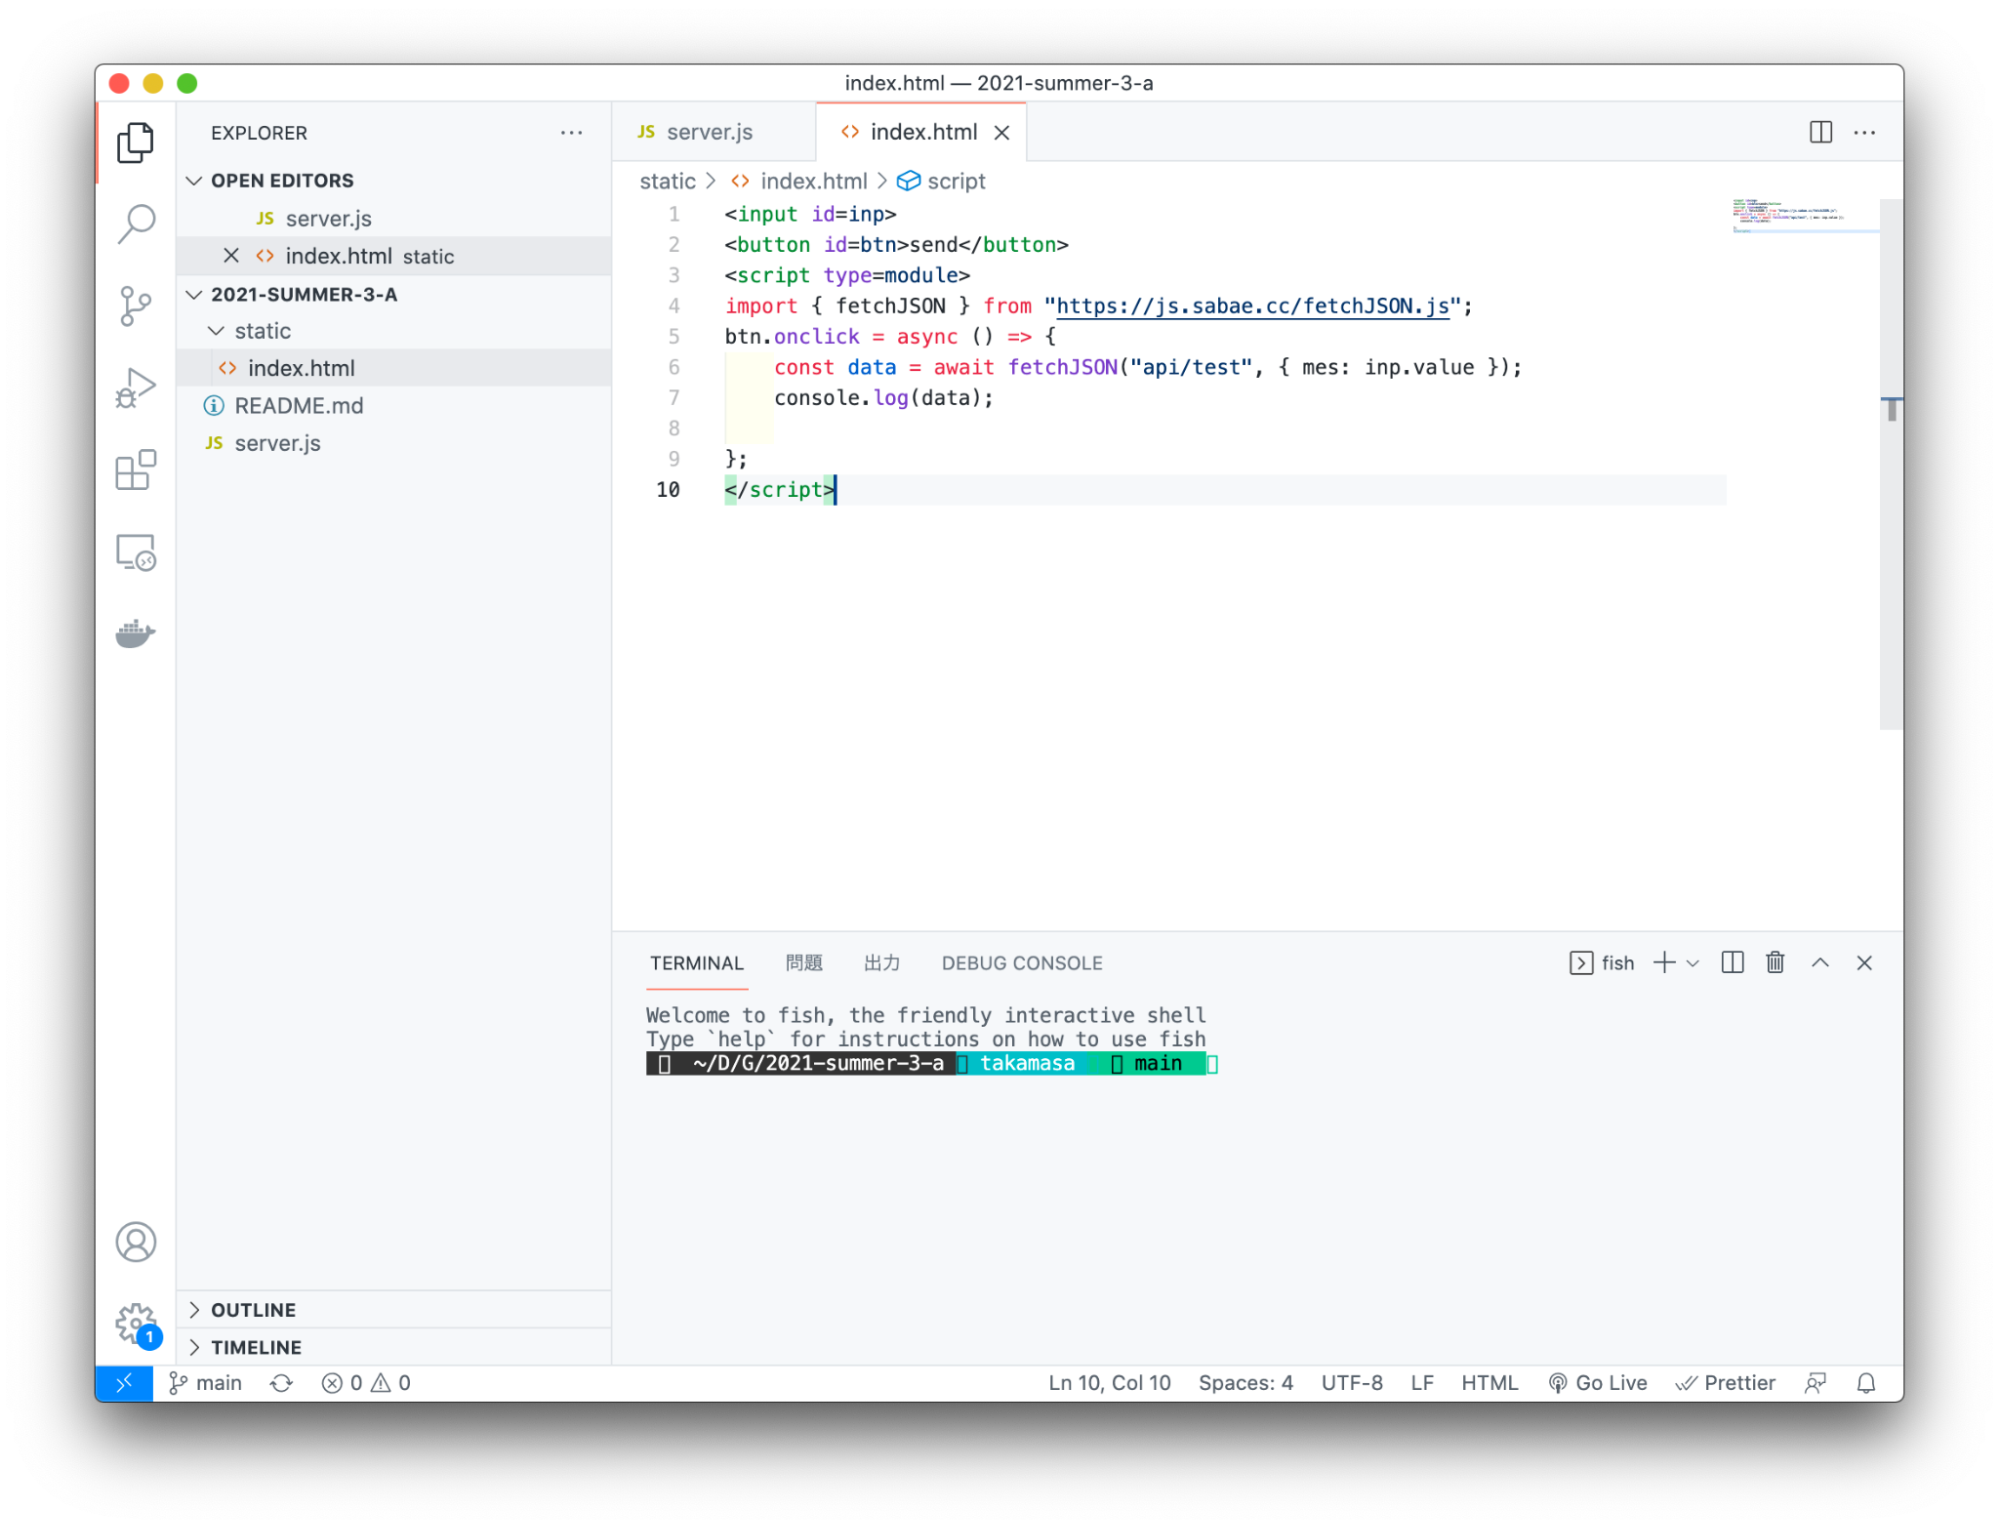 index.html — 2021-summer-3-a
EXPLORER
OPEN EDITORS
JS server.js
index.html static
2021-SUMMER-3-A
static
index.html
README.md
JS server.js
OUTLINE
TIMELINE
JS server.js
index.html
static > index.html > script
1 <input id=inp>
2 <button id=btn>send</button>
3 <script type=module>
4 import { fetchJSON } from "https://js.sabae.cc/fetchJSON.js";
5 btn.onclick = async () => {
6     const data = await fetchJSON("api/test", { mes: inp.value });
7     console.log(data);
8
9 };
10 </script>
TERMINAL 問題 出力 DEBUG CONSOLE
fish
Welcome to fish, the friendly interactive shell
Type `help` for instructions on how to use fish
~/D/G/2021-summer-3-a takamasa main
1
main 0 0
Ln 10, Col 10 Spaces: 4 UTF-8 LF HTML Go Live Prettier